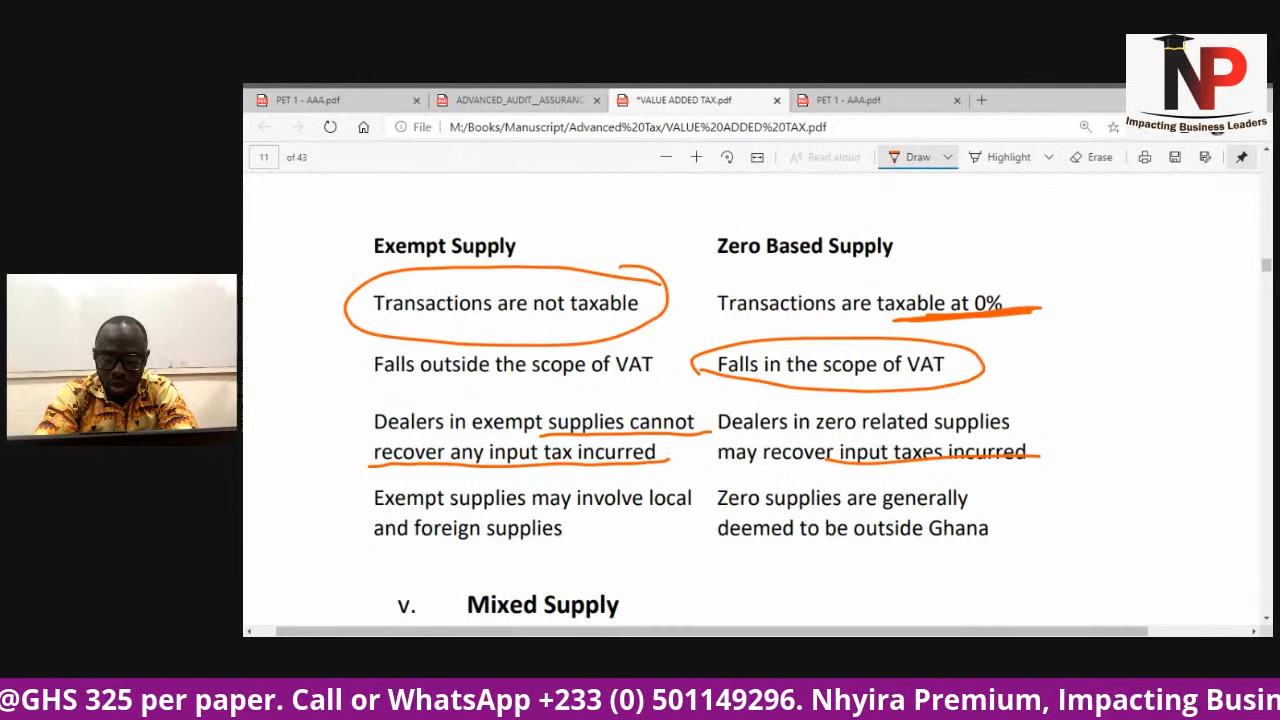 NP
Impacting Business Leaders
PET 1 - AAA.pdf
ADVANCED_AUDIT__ASSURANC
*VALUE ADDED TAX.pdf
PET 1 - AAA.pdf
File M:/Books/Manuscript/Advanced%20Tax/VALUE%20ADDED%20TAX.pdf
11 of 43 Read aloud Draw Highlight Erase
Exempt Supply Zero Based Supply
Transactions are not taxable Transactions are taxable at 0%
Falls outside the scope of VAT Falls in the scope of VAT
Dealers in exempt supplies cannot Dealers in zero related supplies
recover any input tax incurred may recover input taxes incurred
Exempt supplies may involve local Zero supplies are generally
and foreign supplies deemed to be outside Ghana
v. Mixed Supply
@GHS 325 per paper. Call or WhatsApp +233 (0) 501149296. Nhyira Premium, Impacting Busin